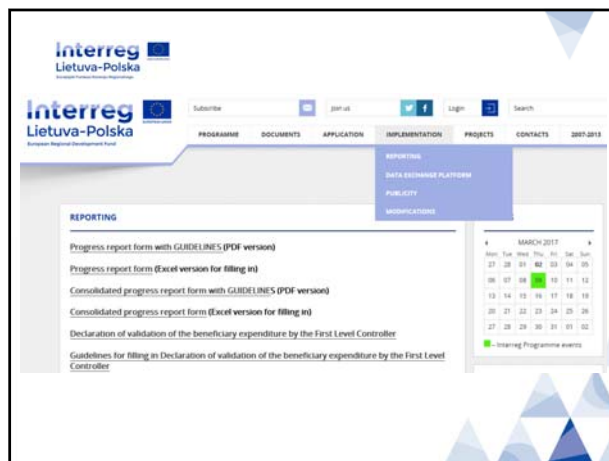 Interreg
Lietuva-Polska
Europejski Fundusz Rozwoju Regionalnego
Interreg
EUROPEAN UNION
Lietuva-Polska
European Regional Development Fund
Subscribe
Join us
Login
Search
PROGRAMME DOCUMENTS APPLICATION IMPLEMENTATION PROJECTS CONTACTS 2007-2013
REPORTING
DATA EXCHANGE PLATFORM
PUBLICITY
MODIFICATIONS
REPORTING
Progress report form with GUIDELINES (PDF version)
Progress report form (Excel version for filling in)
Consolidated progress report form with GUIDELINES (PDF version)
Consolidated progress report form (Excel version for filling in)
Declaration of validation of the beneficiary expenditure by the First Level Controller
Guidelines for filling in Declaration of validation of the beneficiary expenditure by the First Level
Controller
MARCH 2017
Mon Tue Wed Thu Fri Sat Sun
27 28 01 02 03 04 05
06 07 08 09 10 11 12
13 14 15 16 17 18 19
20 21 22 23 24 25 26
27 28 29 30 31 01 02
– Interreg Programme events